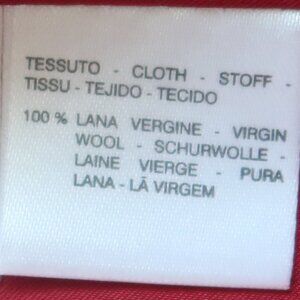 TESSUTO - CLOTH - STOFF -
TISSU - TEJIDO - TECIDO
100 % LANA VERGINE - VIRGIN
WOOL - SCHURWOLLE -
LAINE VIERGE - PURA
LANA - LÃ VIRGEM